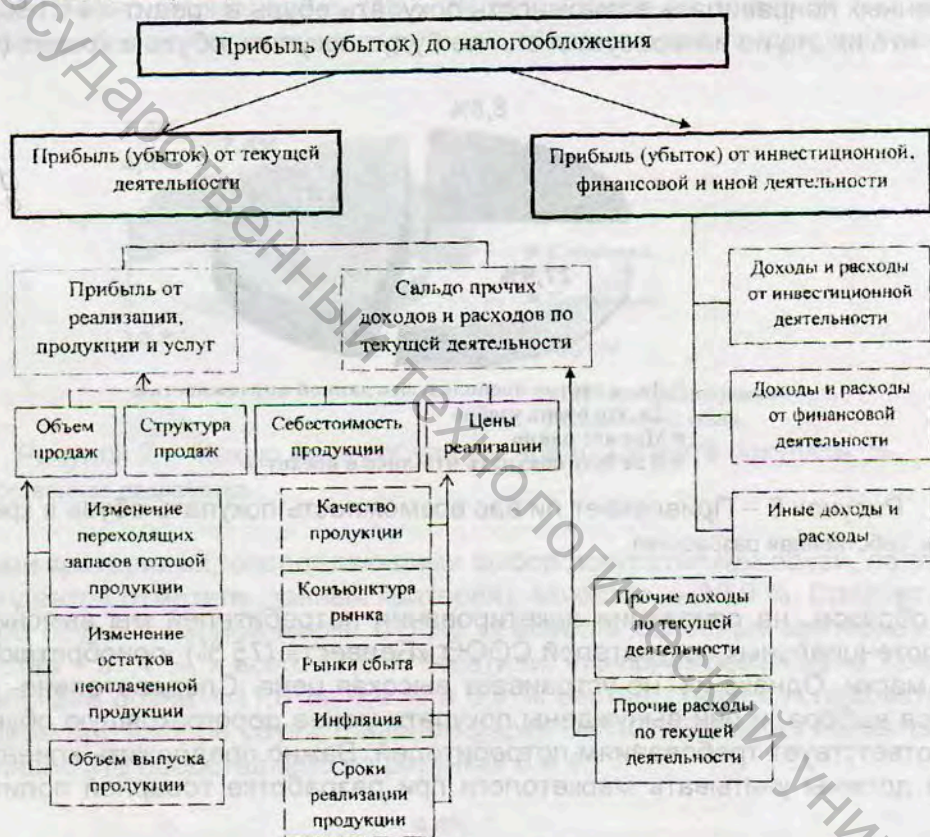 Прибыль (убыток) до налогообложения
Прибыль (убыток) от текущей
деятельности
Прибыль (убыток) от инвестиционной,
финансовой и иной деятельности
Прибыль от
реализации,
продукции и услуг
Сальдо прочих
доходов и расходов по
текущей деятельности
Доходы и расходы
от инвестиционной
деятельности
Доходы и расходы
от финансовой
деятельности
Иные доходы и
расходы
Объем
продаж
Структура
продаж
Себестоимость
продукции
Цены
реализации
Изменение
переходящих
запасов готовой
продукции
Изменение
остатков
неоплаченной
продукции
Объем выпуска
продукции
Качество
продукции
Конъюнктура
рынка
Рынки сбыта
Инфляция
Сроки
реализации
продукции
Прочие доходы
по текущей
деятельности
Прочие расходы
по текущей
деятельности
государственный технологический